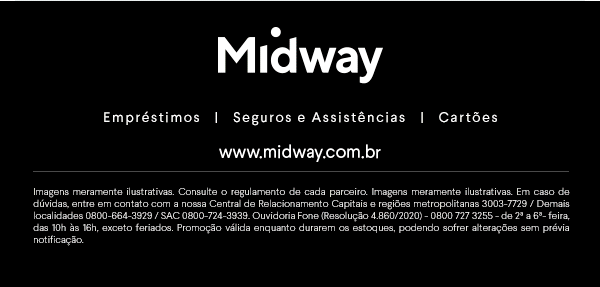 Midway
Empréstimos | Seguros e Assistências | Cartões
www.midway.com.br
Imagens meramente ilustrativas. Consulte o regulamento de cada parceiro. Imagens meramente ilustrativas. Em caso de
dúvidas, entre em contato com a nossa Central de Relacionamento Capitais e regiões metropolitanas 3003-7729 / Demais
localidades 0800-664-3929 / SAC 0800-724-3939. Ouvidoria Fone (Resolução 4.860/2020) - 0800 727 3255 - de 2ª a 6ª- feira,
das 10h às 16h, exceto feriados. Promoção válida enquanto durarem os estoques, podendo sofrer alterações sem prévia
notificação.